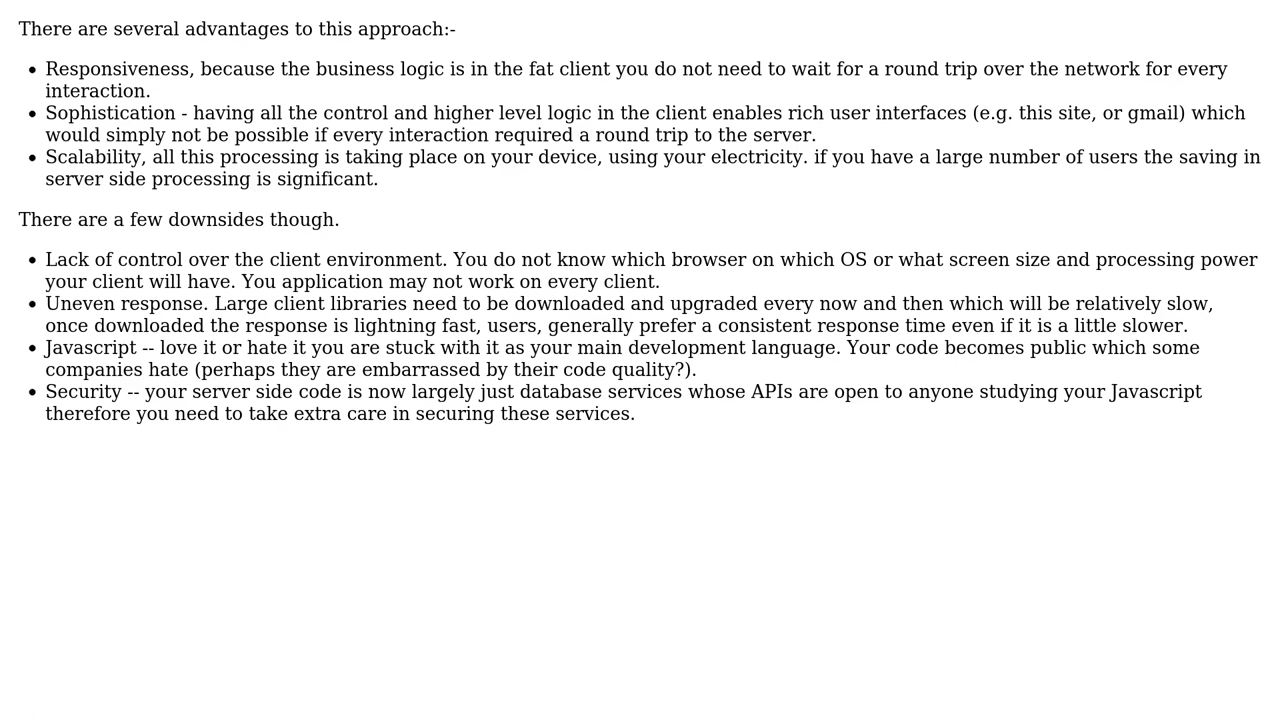 There are several advantages to this approach:-
• Responsiveness, because the business logic is in the fat client you do not need to wait for a round trip over the network for every
interaction.
• Sophistication - having all the control and higher level logic in the client enables rich user interfaces (e.g. this site, or gmail) which
would simply not be possible if every interaction required a round trip to the server.
• Scalability, all this processing is taking place on your device, using your electricity. if you have a large number of users the saving in
server side processing is significant.
There are a few downsides though.
• Lack of control over the client environment. You do not know which browser on which OS or what screen size and processing power
your client will have. You application may not work on every client.
• Uneven response. Large client libraries need to be downloaded and upgraded every now and then which will be relatively slow,
once downloaded the response is lightning fast, users, generally prefer a consistent response time even if it is a little slower.
• Javascript -- love it or hate it you are stuck with it as your main development language. Your code becomes public which some
companies hate (perhaps they are embarrassed by their code quality?).
• Security -- your server side code is now largely just database services whose APIs are open to anyone studying your Javascript
therefore you need to take extra care in securing these services.